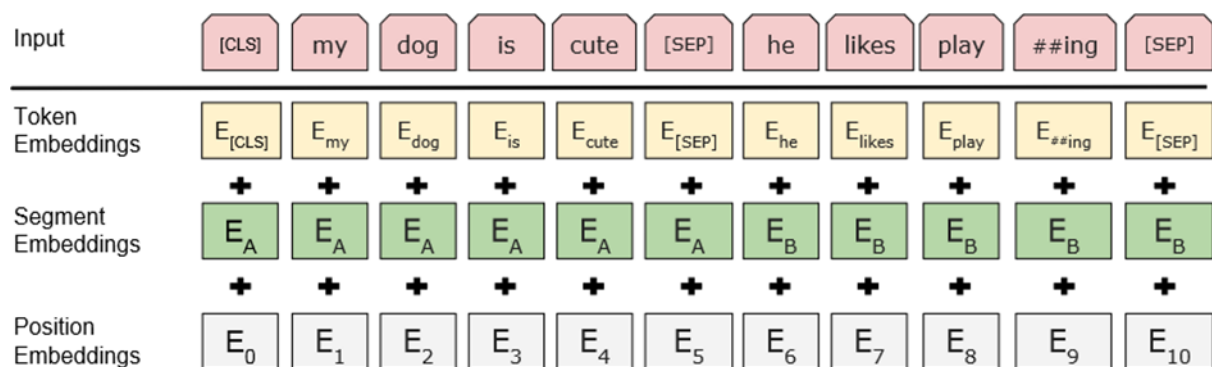 Input [CLS] my dog is cute [SEP] he likes play ##ing [SEP]
Token
Embeddings E[CLS] Emy Edog Eis Ecute E[SEP] Ehe Elikes Eplay E##ing E[SEP]
+ + + + + + + + + + +
Segment
Embeddings EA EA EA EA EA EA EB EB EB EB EB
+ + + + + + + + + + +
Position
Embeddings E0 E1 E2 E3 E4 E5 E6 E7 E8 E9 E10